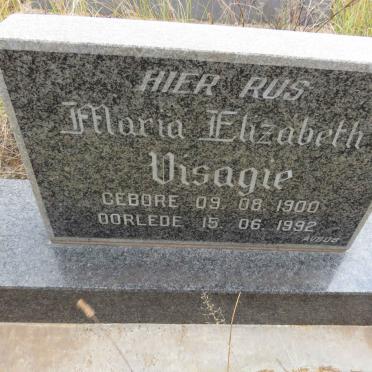 HIER RUS
Maria Elizabeth
Visagie
GEBORE 09. 08. 1900
OORLEDE 15. 06. 1992